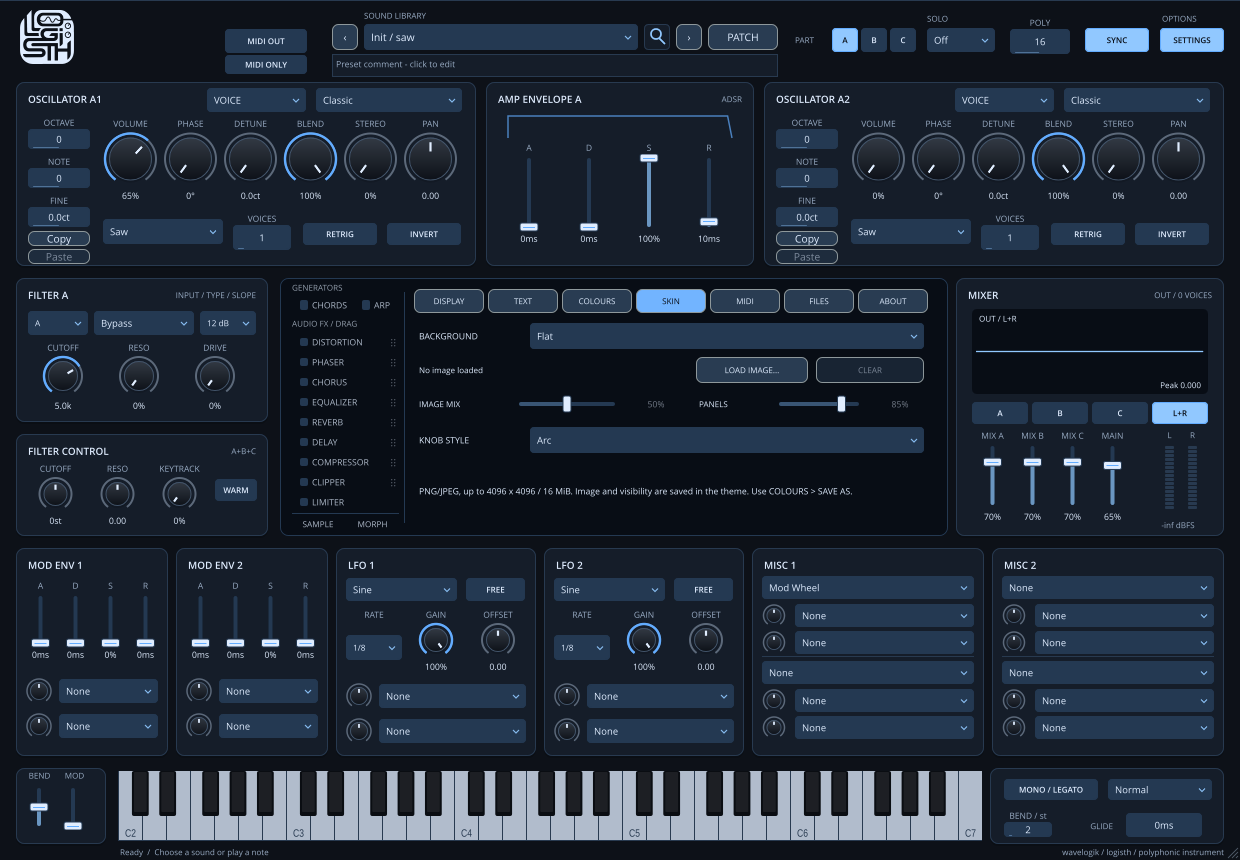 LOGISTH
SOUND LIBRARY
MIDI OUT
MIDI ONLY
‹
Init / saw
›
PATCH
Preset comment - click to edit
PART
A
B
C
SOLO
Off
POLY
16
SYNC
OPTIONS
SETTINGS
OSCILLATOR A1
VOICE
Classic
OCTAVE
0
NOTE
0
FINE
0.0ct
Copy
Paste
VOLUME PHASE DETUNE BLEND STEREO PAN
65% 0° 0.0ct 100% 0% 0.00
Saw
VOICES
1
RETRIG
INVERT
AMP ENVELOPE A
ADSR
A D S R
0ms 0ms 100% 10ms
OSCILLATOR A2
VOICE
Classic
OCTAVE
0
NOTE
0
FINE
0.0ct
Copy
Paste
VOLUME PHASE DETUNE BLEND STEREO PAN
0% 0° 0.0ct 100% 0% 0.00
Saw
VOICES
1
RETRIG
INVERT
FILTER A
INPUT / TYPE / SLOPE
A
Bypass
12 dB
CUTOFF RESO DRIVE
5.0k 0% 0%
FILTER CONTROL
A+B+C
CUTOFF RESO KEYTRACK
WARM
0st 0.00 0%
GENERATORS
CHORDS ARP
AUDIO FX / DRAG
DISTORTION
PHASER
CHORUS
EQUALIZER
REVERB
DELAY
COMPRESSOR
CLIPPER
LIMITER
SAMPLE MORPH
DISPLAY TEXT COLOURS SKIN MIDI FILES ABOUT
BACKGROUND
Flat
No image loaded
LOAD IMAGE...
CLEAR
IMAGE MIX
50%
PANELS
85%
KNOB STYLE
Arc
PNG/JPEG, up to 4096 x 4096 / 16 MiB. Image and visibility are saved in the theme. Use COLOURS > SAVE AS.
MIXER
OUT / 0 VOICES
OUT / L+R
Peak 0.000
A B C L+R
MIX A MIX B MIX C MAIN L R
70% 70% 70% 65%
-inf dBFS
MOD ENV 1
A D S R
0ms 0ms 0% 0ms
None
None
MOD ENV 2
A D S R
0ms 0ms 0% 0ms
None
None
LFO 1
Sine
FREE
RATE GAIN OFFSET
1/8
100% 0.00
None
None
LFO 2
Sine
FREE
RATE GAIN OFFSET
1/8
100% 0.00
None
None
MISC 1
Mod Wheel
None
None
None
None
None
MISC 2
None
None
None
None
None
None
BEND MOD
C2 C3 C4 C5 C6 C7
MONO / LEGATO
Normal
BEND / st
2
GLIDE
0ms
Ready / Choose a sound or play a note
wavelogik / logisth / polyphonic instrument